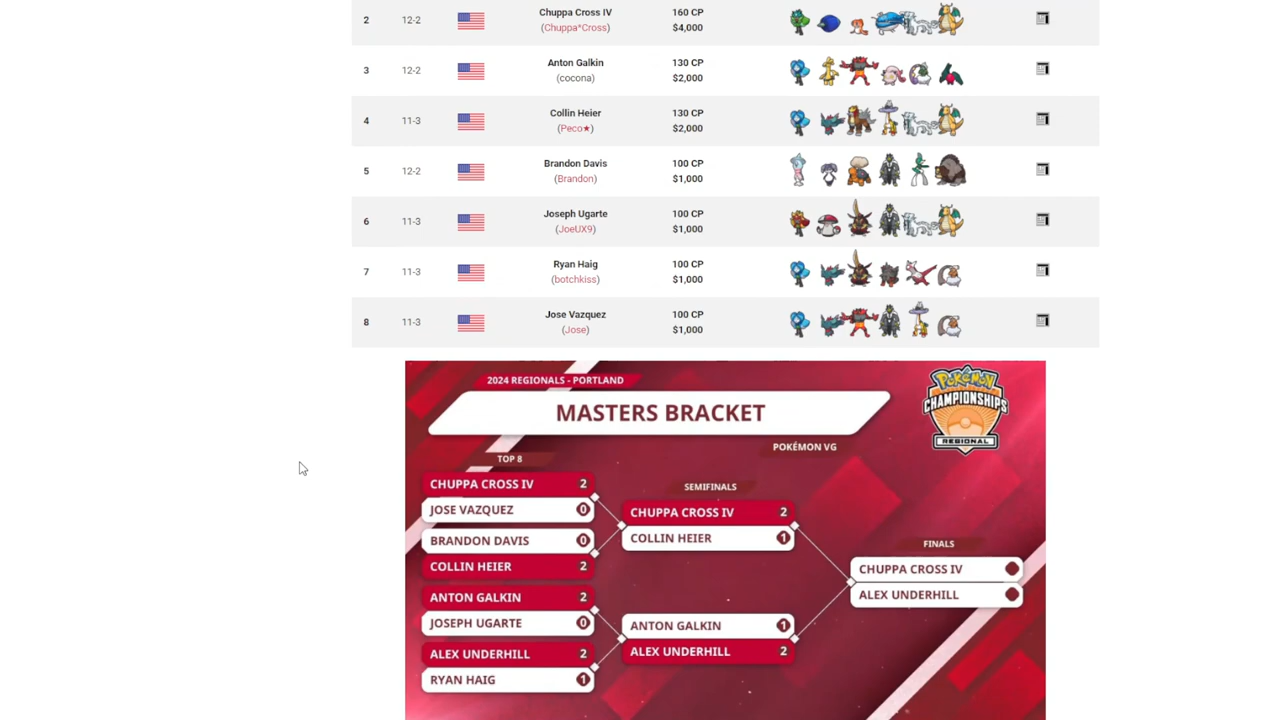 2 12-2 Chuppa Cross IV 160 CP
(Chuppa*Cross) $4,000
3 12-2 Anton Galkin 130 CP
(cocona) $2,000
4 11-3 Collin Heier 130 CP
(Peco★) $2,000
5 12-2 Brandon Davis 100 CP
(Brandon) $1,000
6 11-3 Joseph Ugarte 100 CP
(JoeUX9) $1,000
7 11-3 Ryan Haig 100 CP
(botchkiss) $1,000
8 11-3 Jose Vazquez 100 CP
(Jose) $1,000
2024 REGIONALS - PORTLAND
MASTERS BRACKET
POKÉMON VG
Pokémon
CHAMPIONSHIPS
REGIONAL
TOP 8
CHUPPA CROSS IV 2
JOSE VAZQUEZ 0
BRANDON DAVIS 0
COLLIN HEIER 2
ANTON GALKIN 2
JOSEPH UGARTE 0
ALEX UNDERHILL 2
RYAN HAIG 1
SEMIFINALS
CHUPPA CROSS IV 2
COLLIN HEIER 1
ANTON GALKIN 1
ALEX UNDERHILL 2
FINALS
CHUPPA CROSS IV
ALEX UNDERHILL